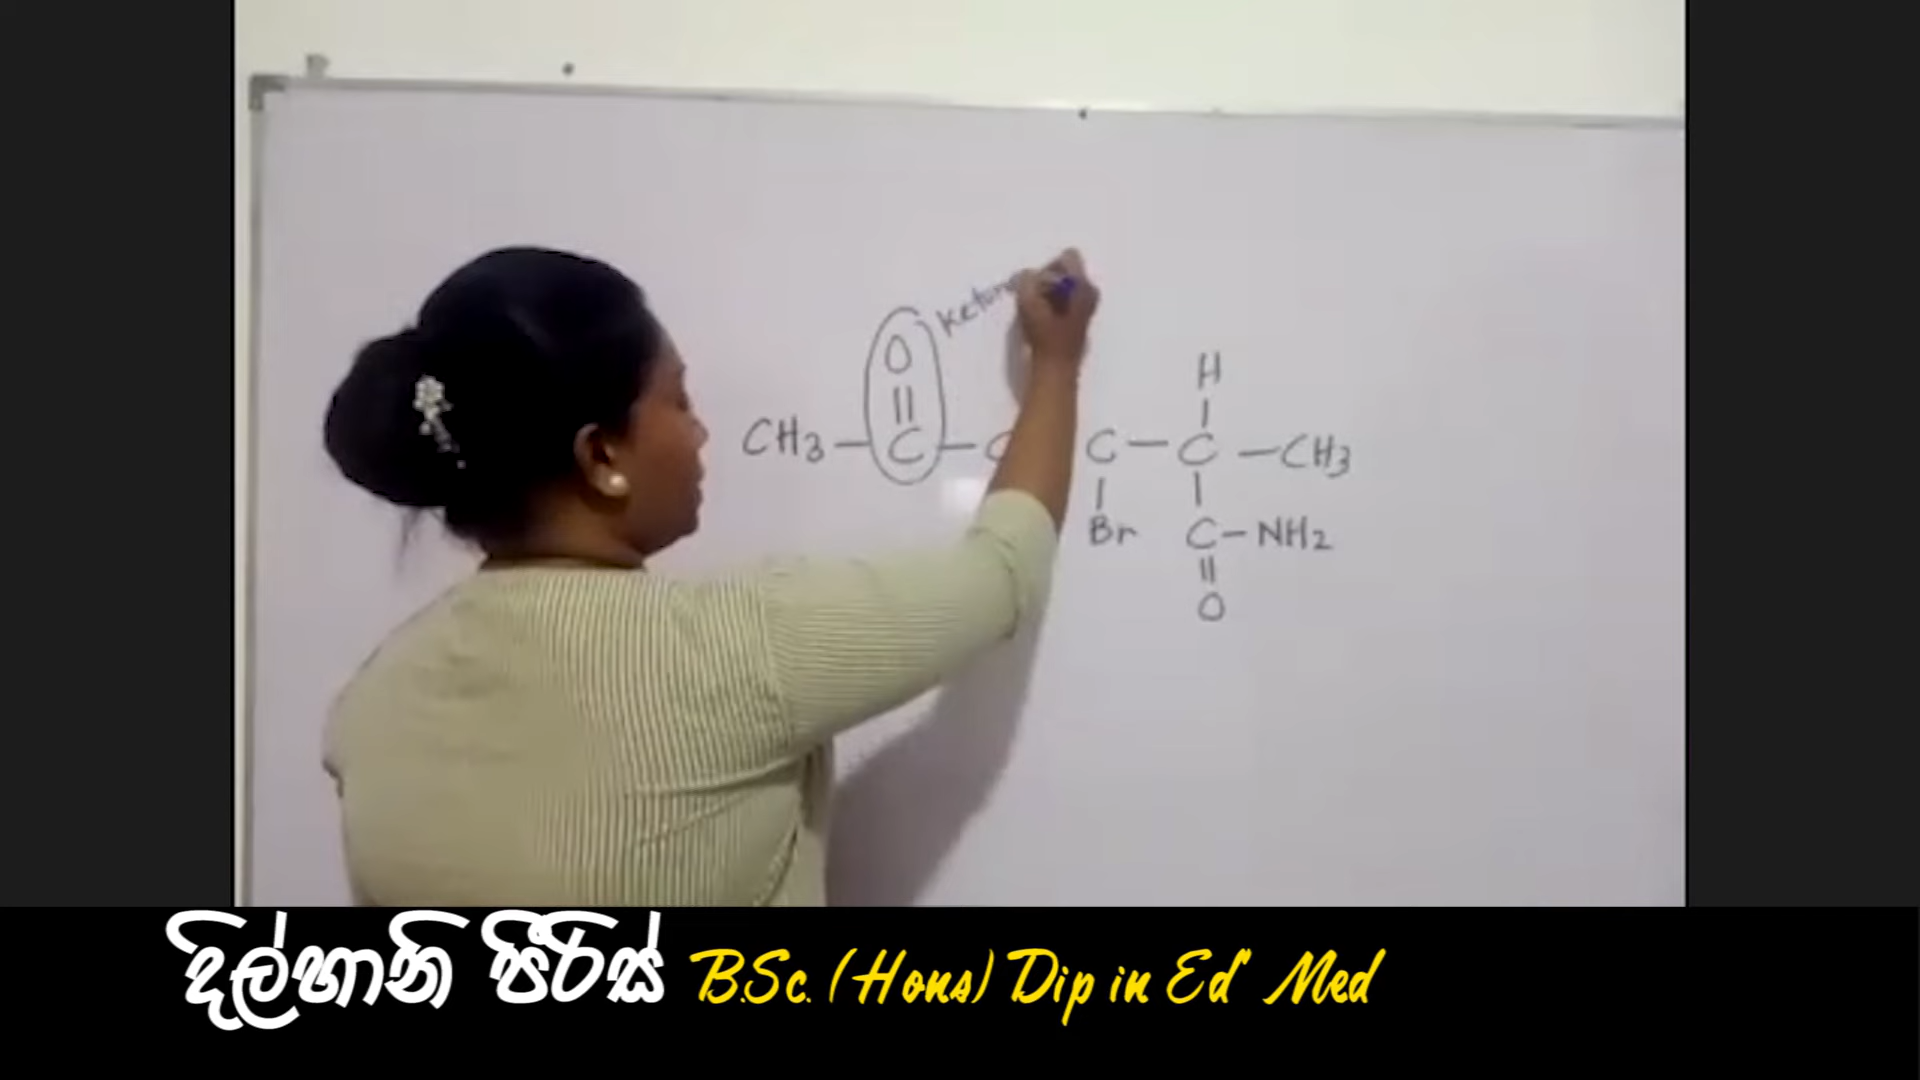 Keton
O
H
||
|
CH3 — C — C C — C — CH3
| |
Br C — NH2
||
O
දිල්හානි පීරිස් B.Sc. (Hons) Dip in Ed Med